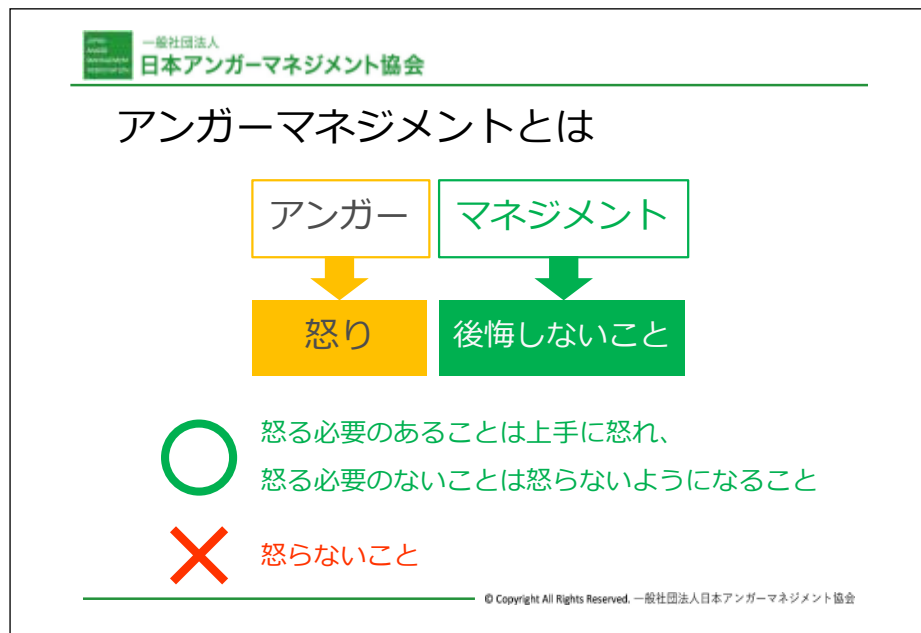 一般社団法人
日本アンガーマネジメント協会
アンガーマネジメントとは
アンガー
マネジメント
怒り
後悔しないこと
怒る必要のあることは上手に怒れ、
怒る必要のないことは怒らないようになること
怒らないこと
© Copyright All Rights Reserved. 一般社団法人日本アンガーマネジメント協会